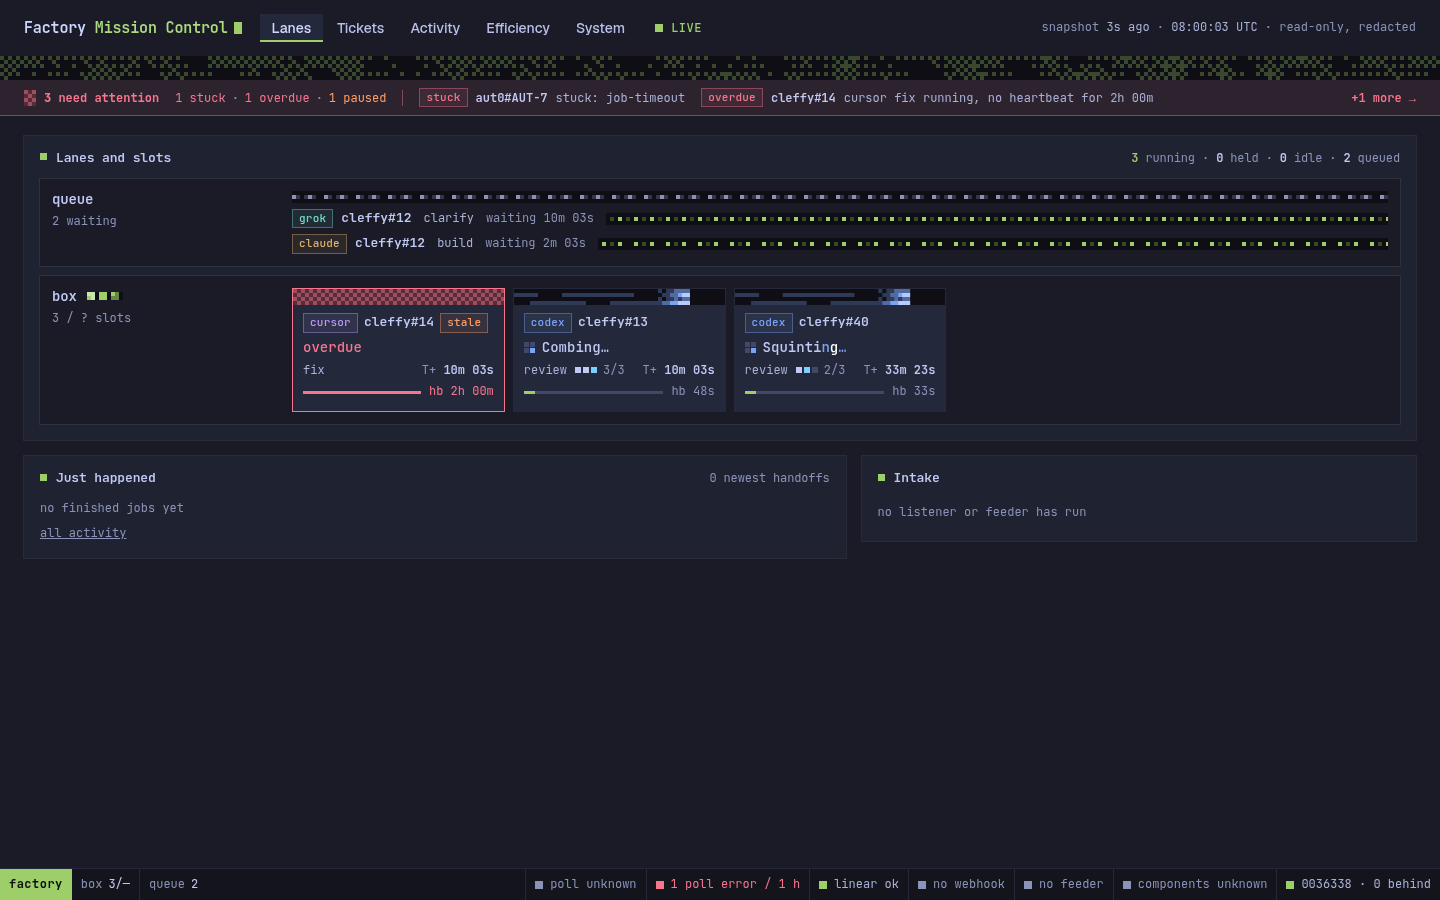 Factory Mission Control Lanes Tickets Activity Efficiency System LIVE snapshot 3s ago · 08:00:03 UTC · read-only, redacted
3 need attention 1 stuck · 1 overdue · 1 paused stuck aut0#AUT-7 stuck: job-timeout overdue cleffy#14 cursor fix running, no heartbeat for 2h 00m +1 more →
Lanes and slots 3 running · 0 held · 0 idle · 2 queued
queue
2 waiting
grok cleffy#12 clarify waiting 10m 03s
claude cleffy#12 build waiting 2m 03s
box
3 / ? slots
cursor cleffy#14 stale
overdue
fix T+ 10m 03s
hb 2h 00m
codex cleffy#13
Combing…
review 3/3 T+ 10m 03s
hb 48s
codex cleffy#40
Squinting…
review 2/3 T+ 33m 23s
hb 33s
Just happened 0 newest handoffs
no finished jobs yet
all activity
Intake
no listener or feeder has run
factory box 3/— queue 2 poll unknown 1 poll error / 1 h linear ok no webhook no feeder components unknown 0036338 · 0 behind